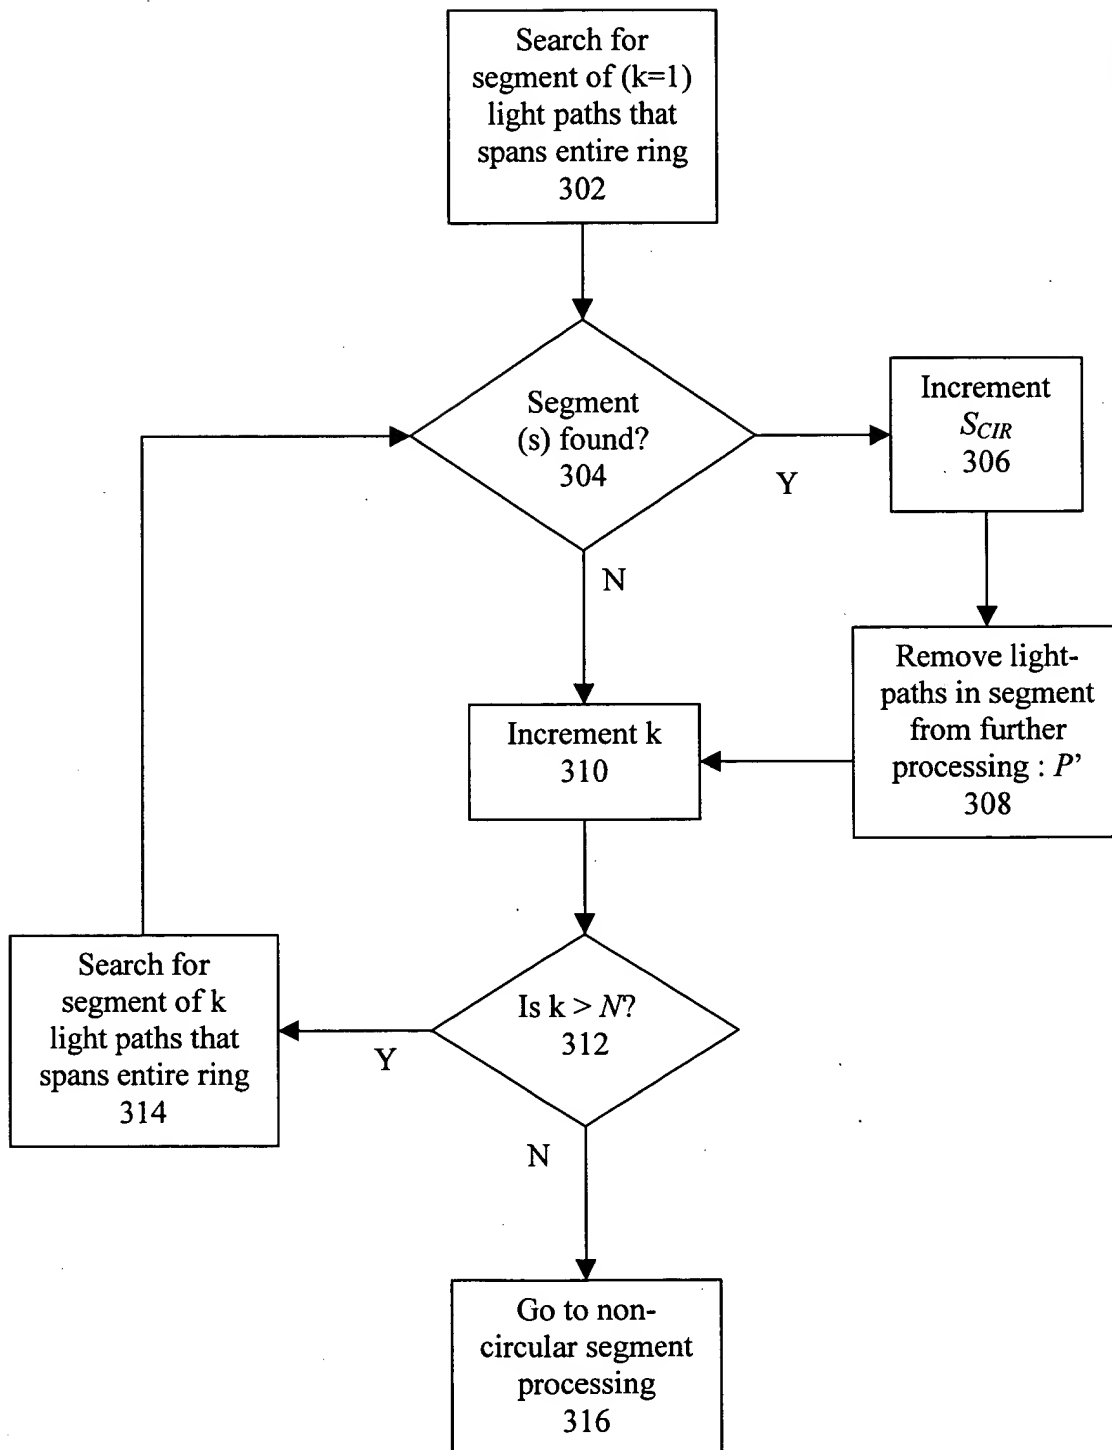 Search for
segment of (k=1)
light paths that
spans entire ring
302
Segment
(s) found?
304
Y
N
Increment
S_CIR
306
Remove light-
paths in segment
from further
processing : P’
308
Increment k
310
Is k > N?
312
Y
N
Search for
segment of k
light paths that
spans entire ring
314
Go to non-
circular segment
processing
316